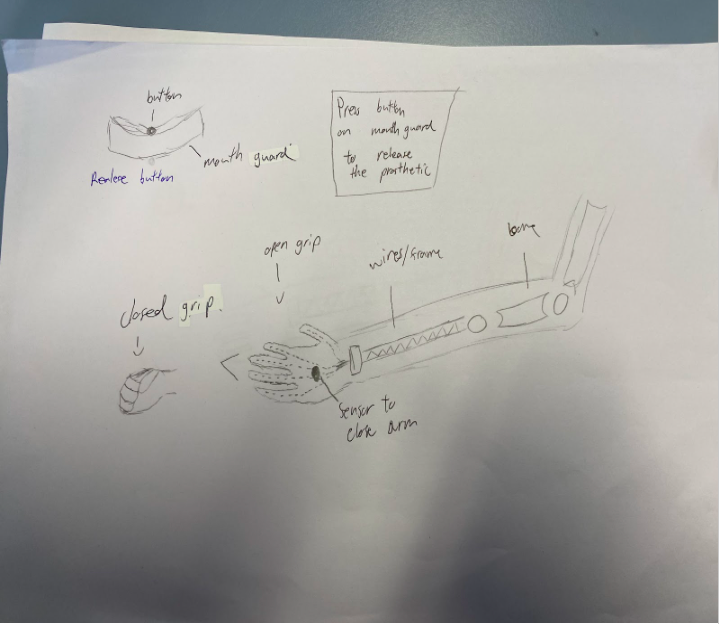 button
mouth guard
Realese button
Press button
on mouth guard
to release
the prosthetic
open grip
wires/frame
bone
closed grip.
sensor to
close arm